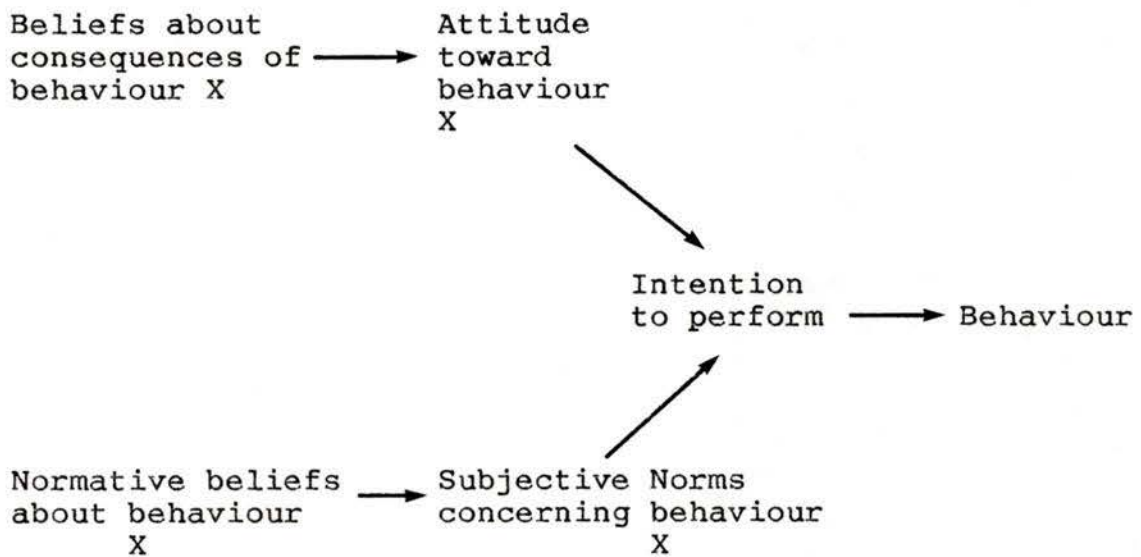 Beliefs about
consequences of
behaviour X
Attitude
toward
behaviour
X
Intention
to perform
Behaviour
Normative beliefs
about behaviour
X
Subjective Norms
concerning behaviour
X